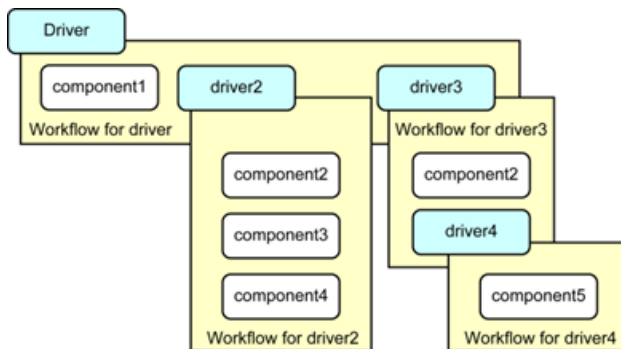 Driver
component1
driver2
driver3
Workflow for driver
Workflow for driver3
component2
component2
component3
driver4
component4
component5
Workflow for driver2
Workflow for driver4